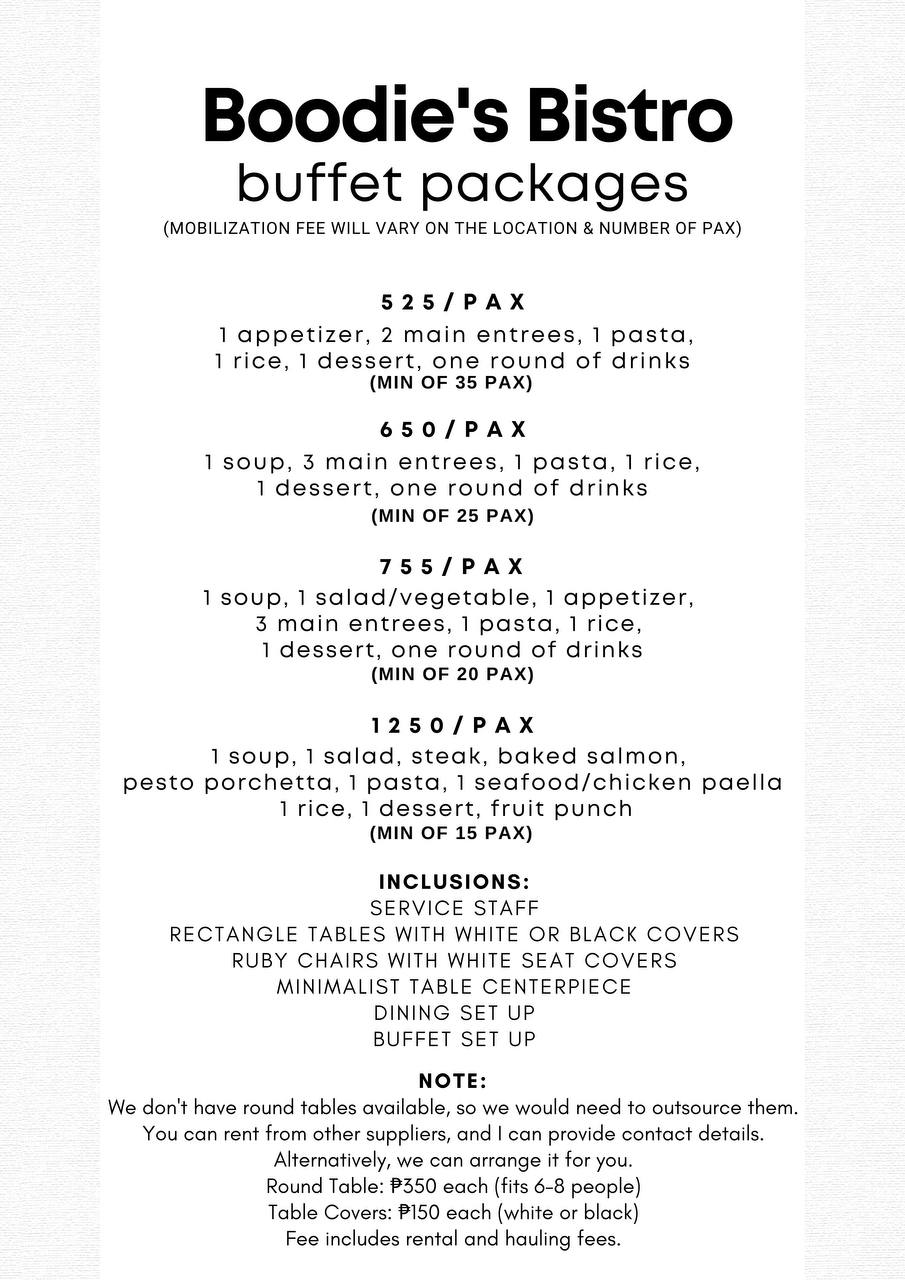 Boodie's Bistro
buffet packages
(MOBILIZATION FEE WILL VARY ON THE LOCATION & NUMBER OF PAX)
525/PAX
1 appetizer, 2 main entrees, 1 pasta,
1 rice, 1 dessert, one round of drinks
(MIN OF 35 PAX)
650/PAX
1 soup, 3 main entrees, 1 pasta, 1 rice,
1 dessert, one round of drinks
(MIN OF 25 PAX)
755/PAX
1 soup, 1 salad/vegetable, 1 appetizer,
3 main entrees, 1 pasta, 1 rice,
1 dessert, one round of drinks
(MIN OF 20 PAX)
1250/PAX
1 soup, 1 salad, steak, baked salmon,
pesto porchetta, 1 pasta, 1 seafood/chicken paella
1 rice, 1 dessert, fruit punch
(MIN OF 15 PAX)
INCLUSIONS:
SERVICE STAFF
RECTANGLE TABLES WITH WHITE OR BLACK COVERS
RUBY CHAIRS WITH WHITE SEAT COVERS
MINIMALIST TABLE CENTERPIECE
DINING SET UP
BUFFET SET UP
NOTE:
We don't have round tables available, so we would need to outsource them.
You can rent from other suppliers, and I can provide contact details.
Alternatively, we can arrange it for you.
Round Table: ₱350 each (fits 6-8 people)
Table Covers: ₱150 each (white or black)
Fee includes rental and hauling fees.